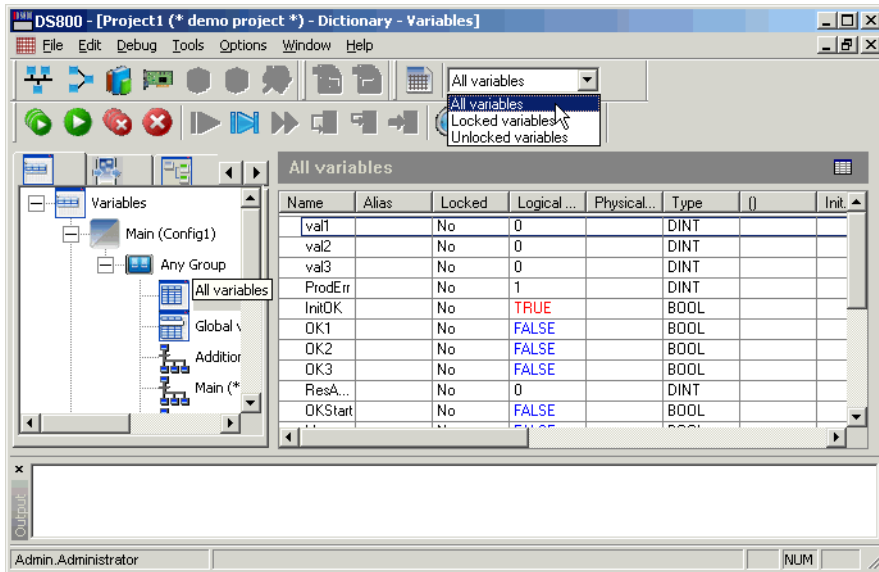 DS800 - [Project1 (* demo project *) - Dictionary - Variables]
File Edit Debug Tools Options Window Help
All variables
All variables
Locked variables
Unlocked variables
Variables
Main (Config1)
Any Group
All variables
Global
Addition
Main (*
All variables
Name Alias Locked Logical ... Physical... Type () Init.
val1 No 0 DINT
val2 No 0 DINT
val3 No 0 DINT
ProdErr No 1 DINT
InitOK No TRUE BOOL
OK1 No FALSE BOOL
OK2 No FALSE BOOL
OK3 No FALSE BOOL
ResA... No 0 DINT
OKStart No FALSE BOOL
Output
Admin.Administrator NUM